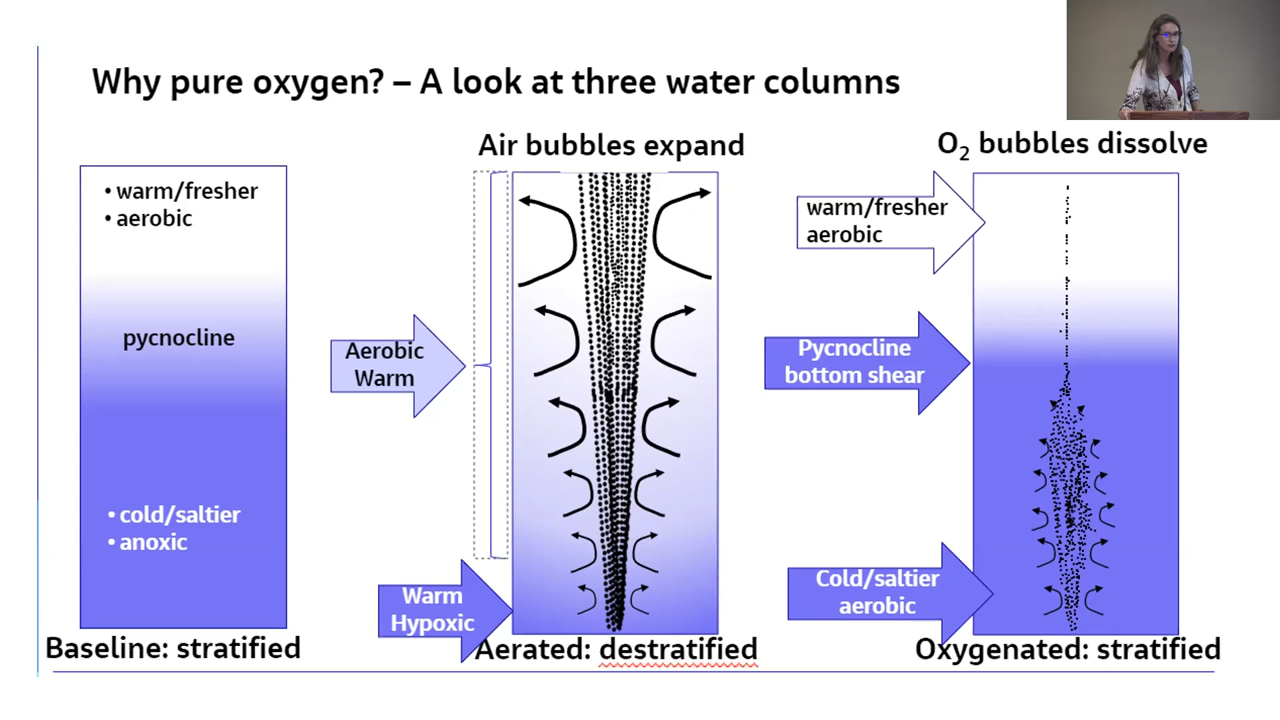 Why pure oxygen? – A look at three water columns
• warm/fresher
• aerobic
pycnocline
• cold/saltier
• anoxic
Baseline: stratified
Air bubbles expand
Aerobic
Warm
Warm
Hypoxic
Aerated: destratified
O₂ bubbles dissolve
warm/fresher
aerobic
Pycnocline
bottom shear
Cold/saltier
aerobic
Oxygenated: stratified